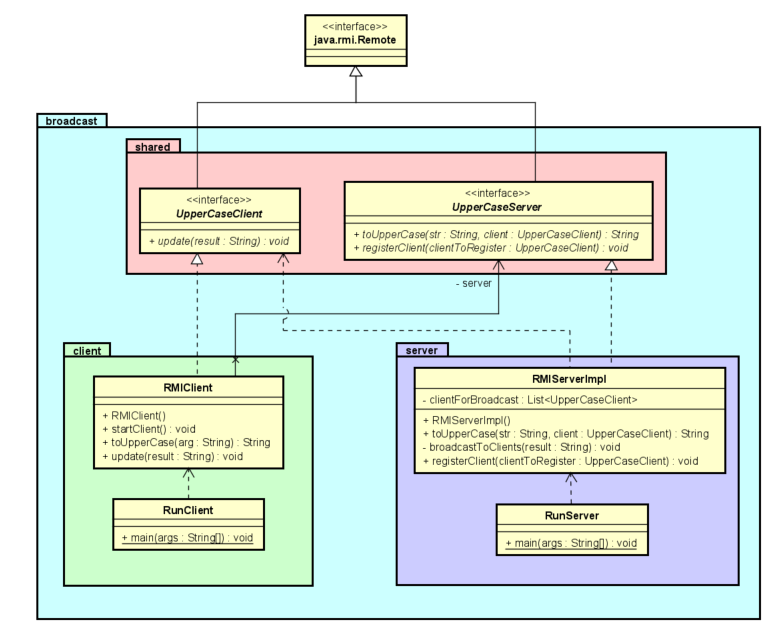 <<interface>>
java.rmi.Remote
broadcast
shared
<<interface>>
UpperCaseClient
+ update(result : String) : void
<<interface>>
UpperCaseServer
+ toUpperCase(str : String, client : UpperCaseClient) : String
+ registerClient(clientToRegister : UpperCaseClient) : void
- server
client
RMIClient
+ RMIClient()
+ startClient() : void
+ toUpperCase(arg : String) : String
+ update(result : String) : void
RunClient
+ main(args : String[]) : void
server
RMIServerImpl
- clientForBroadcast : List<UpperCaseClient>
+ RMIServerImpl()
+ toUpperCase(str : String, client : UpperCaseClient) : String
- broadcastToClients(result : String) : void
+ registerClient(clientToRegister : UpperCaseClient) : void
RunServer
+ main(args : String[]) : void